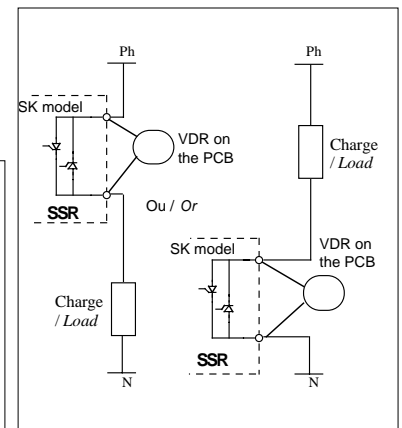 Ph
SK model
VDR on
the PCB
SSR
Ou / Or
Charge
/ Load
N
Ph
Charge
/ Load
SK model
VDR on
the PCB
SSR
N